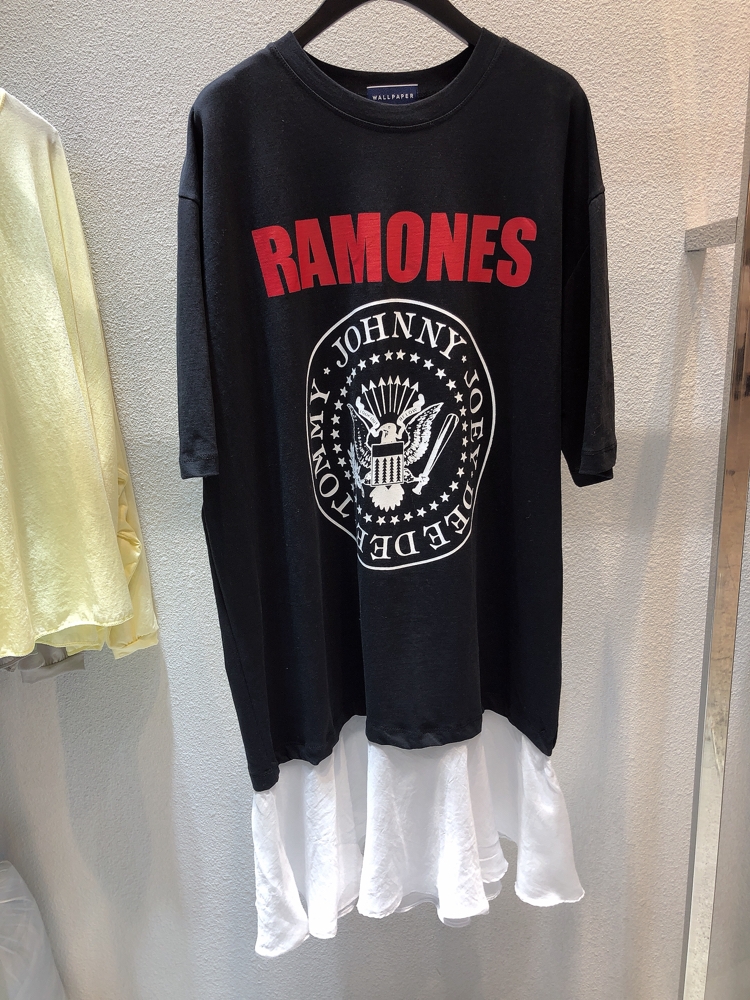 WALLPAPER
RAMONES
JOHNNY · JOEY · DEE DEE · TOMMY ·